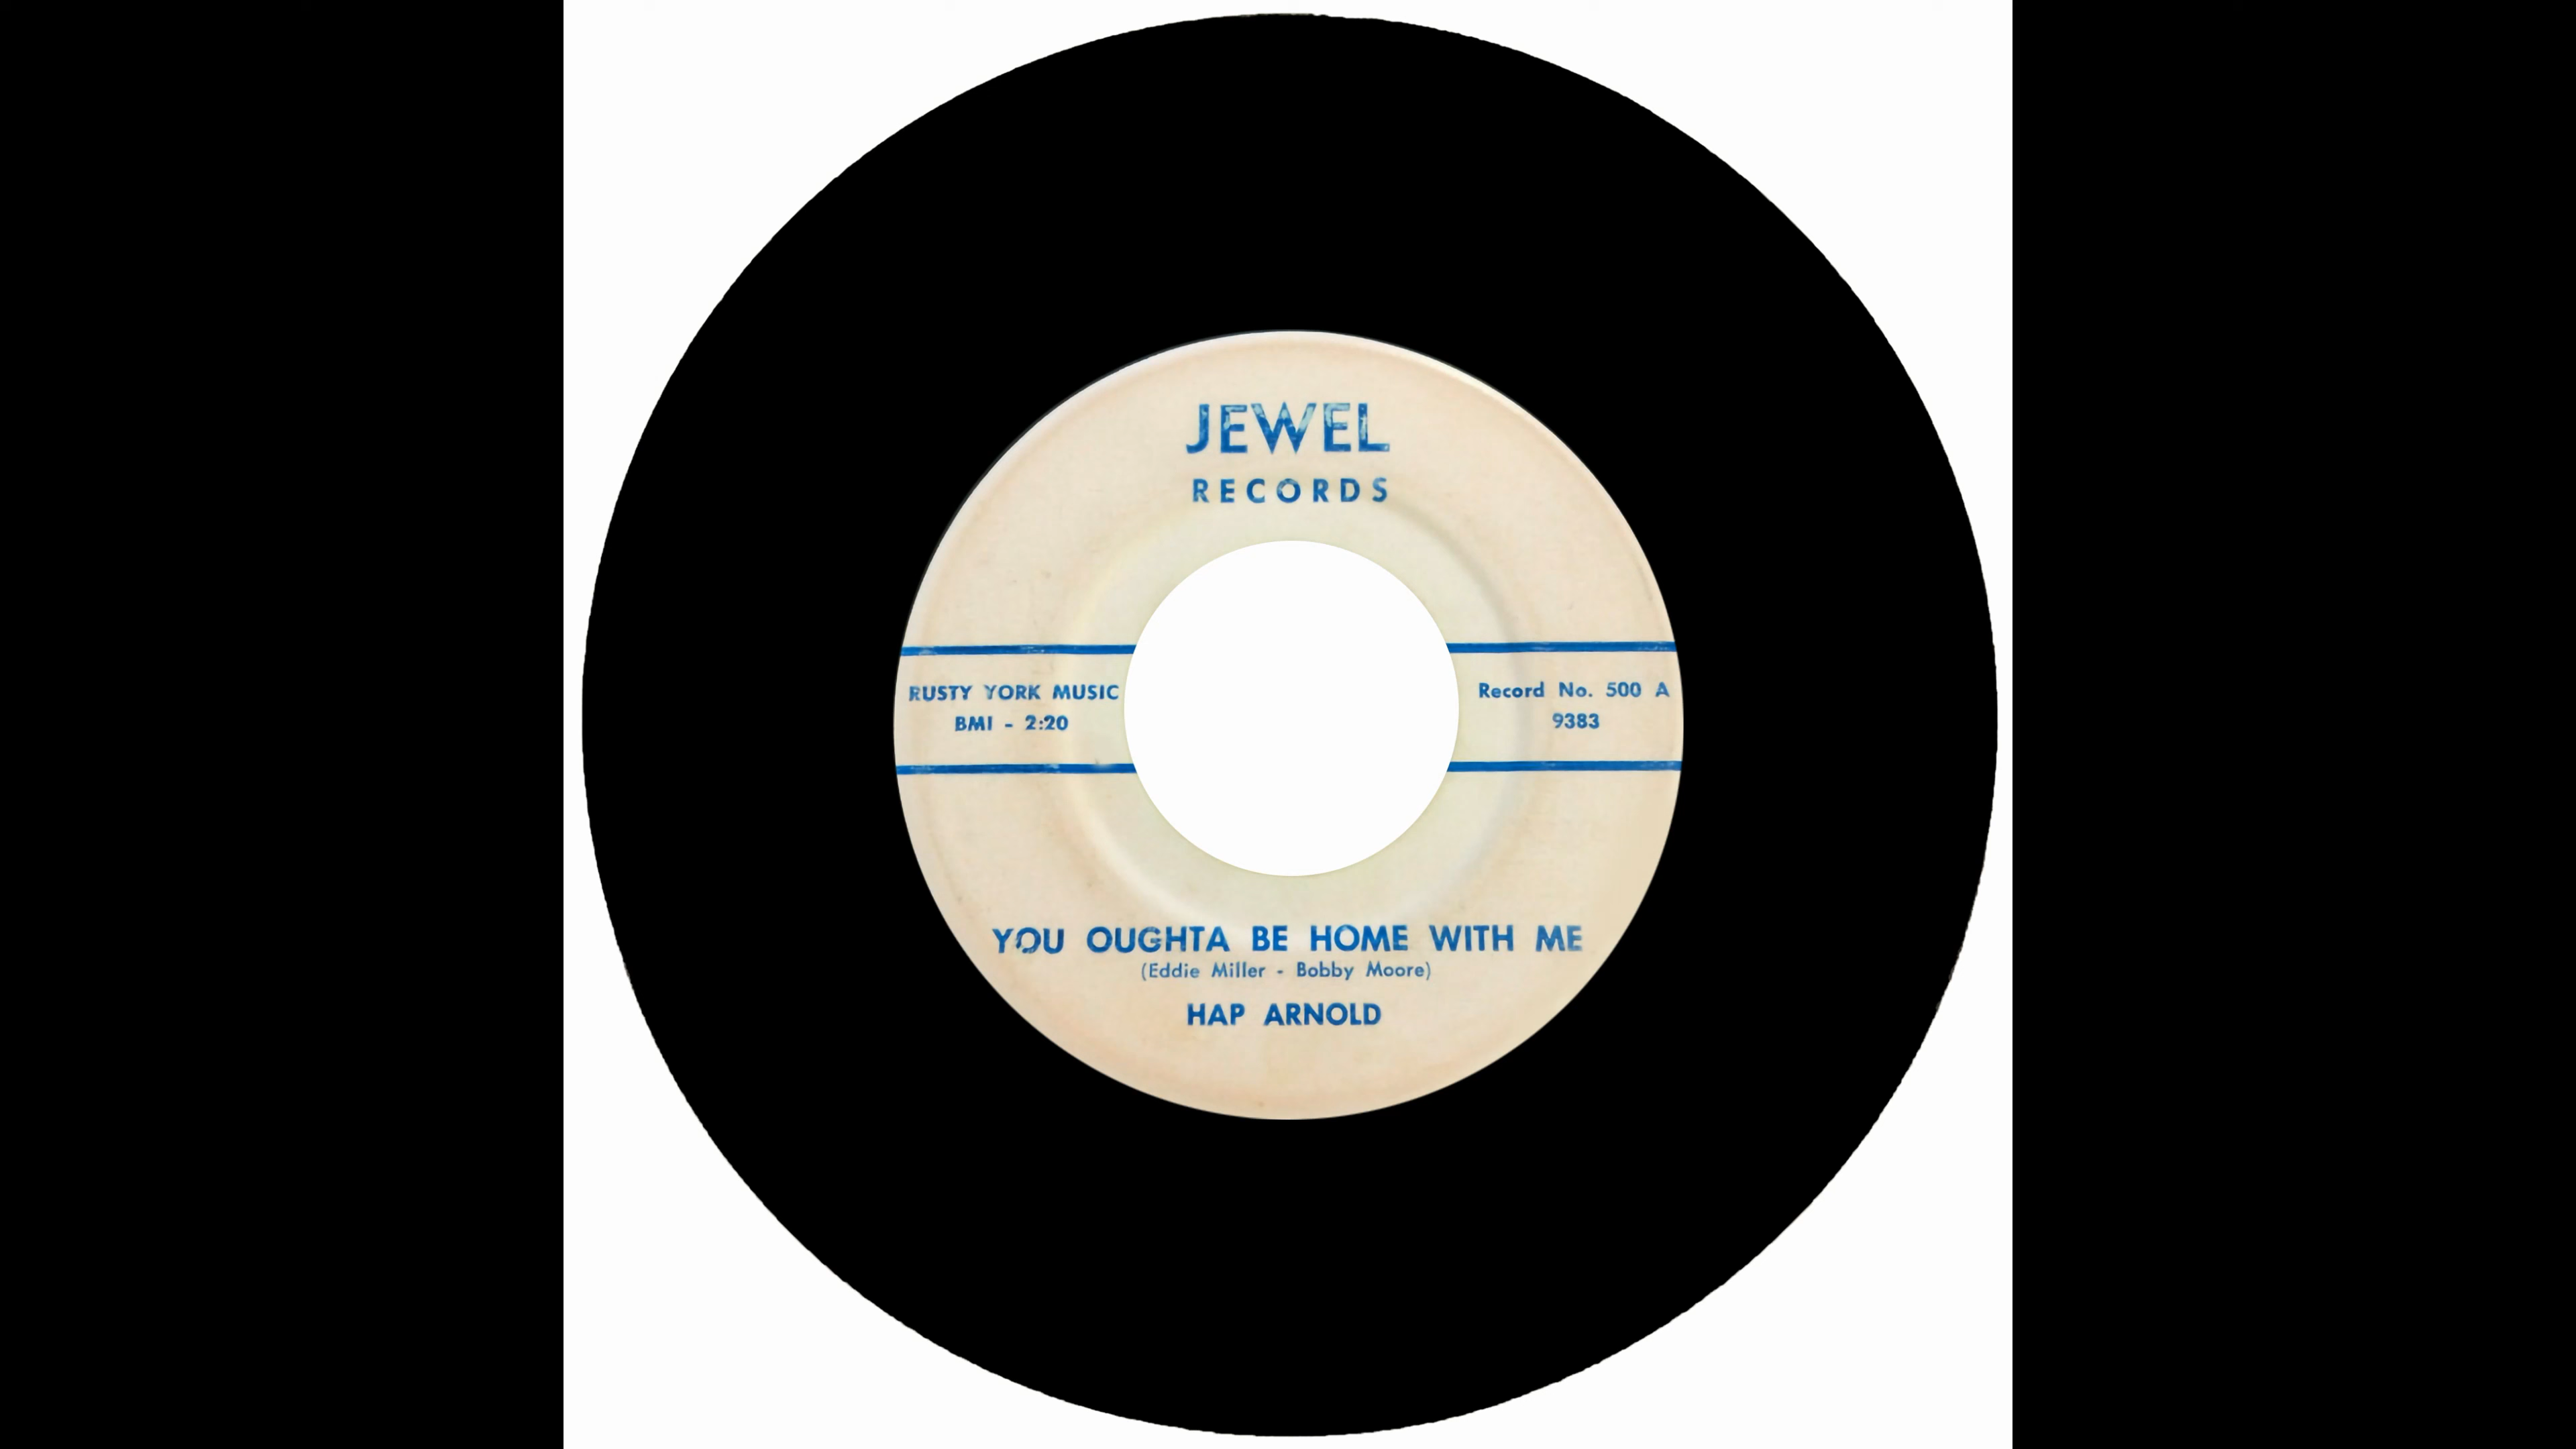 JEWEL
RECORDS
RUSTY YORK MUSIC
BMI - 2:20
Record No. 500 A
9383
YOU OUGHTA BE HOME WITH ME
(Eddie Miller - Bobby Moore)
HAP ARNOLD